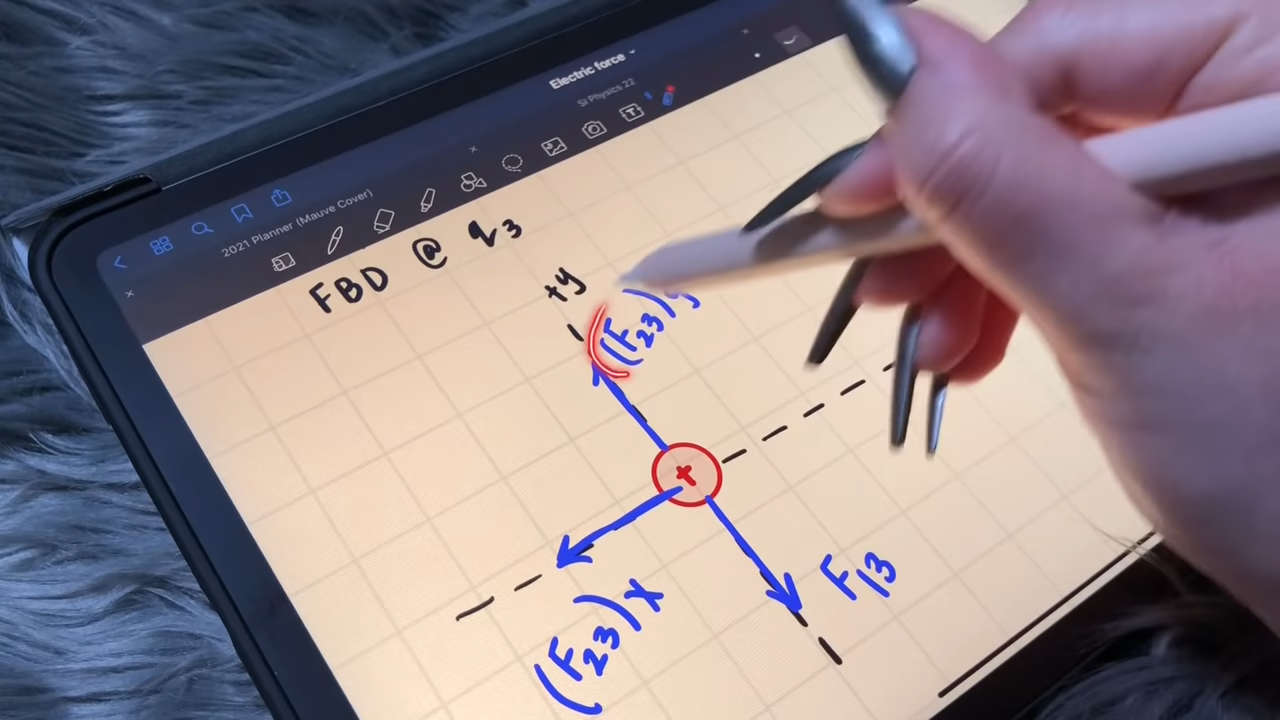 Electric force
SI Physics 22
2021 Planner (Mauve Cover)
FBD @ q3
+y
(F23)y
+
F13
(F23)x